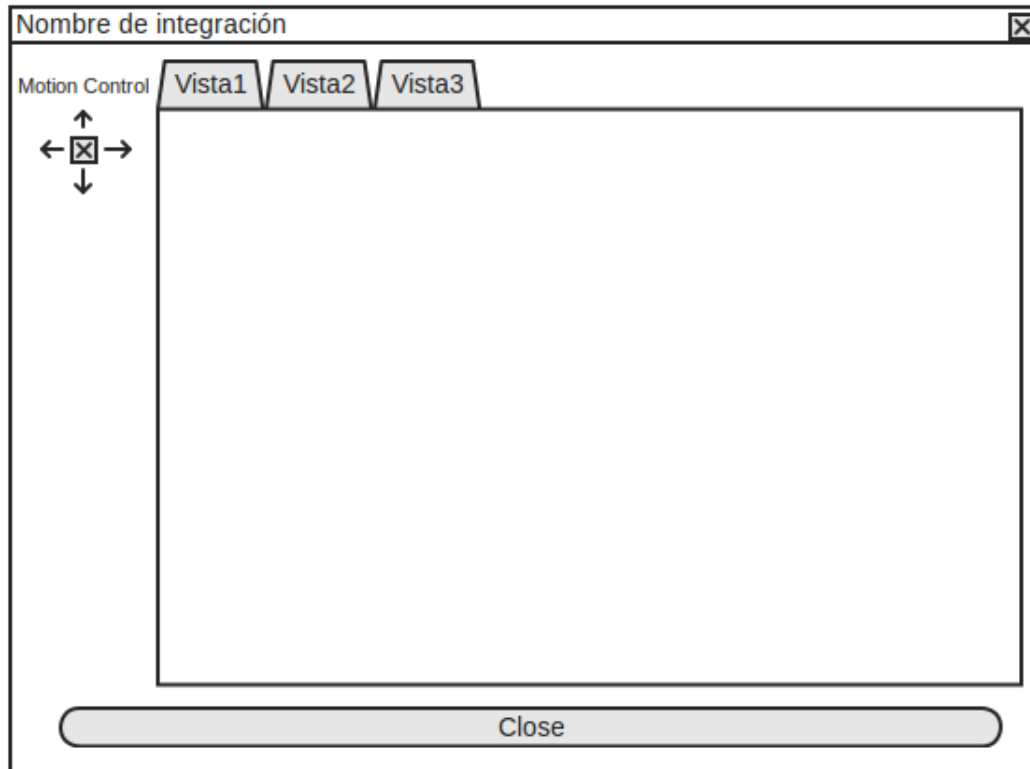 Nombre de integración
Motion Control
Vista1 Vista2 Vista3
Close